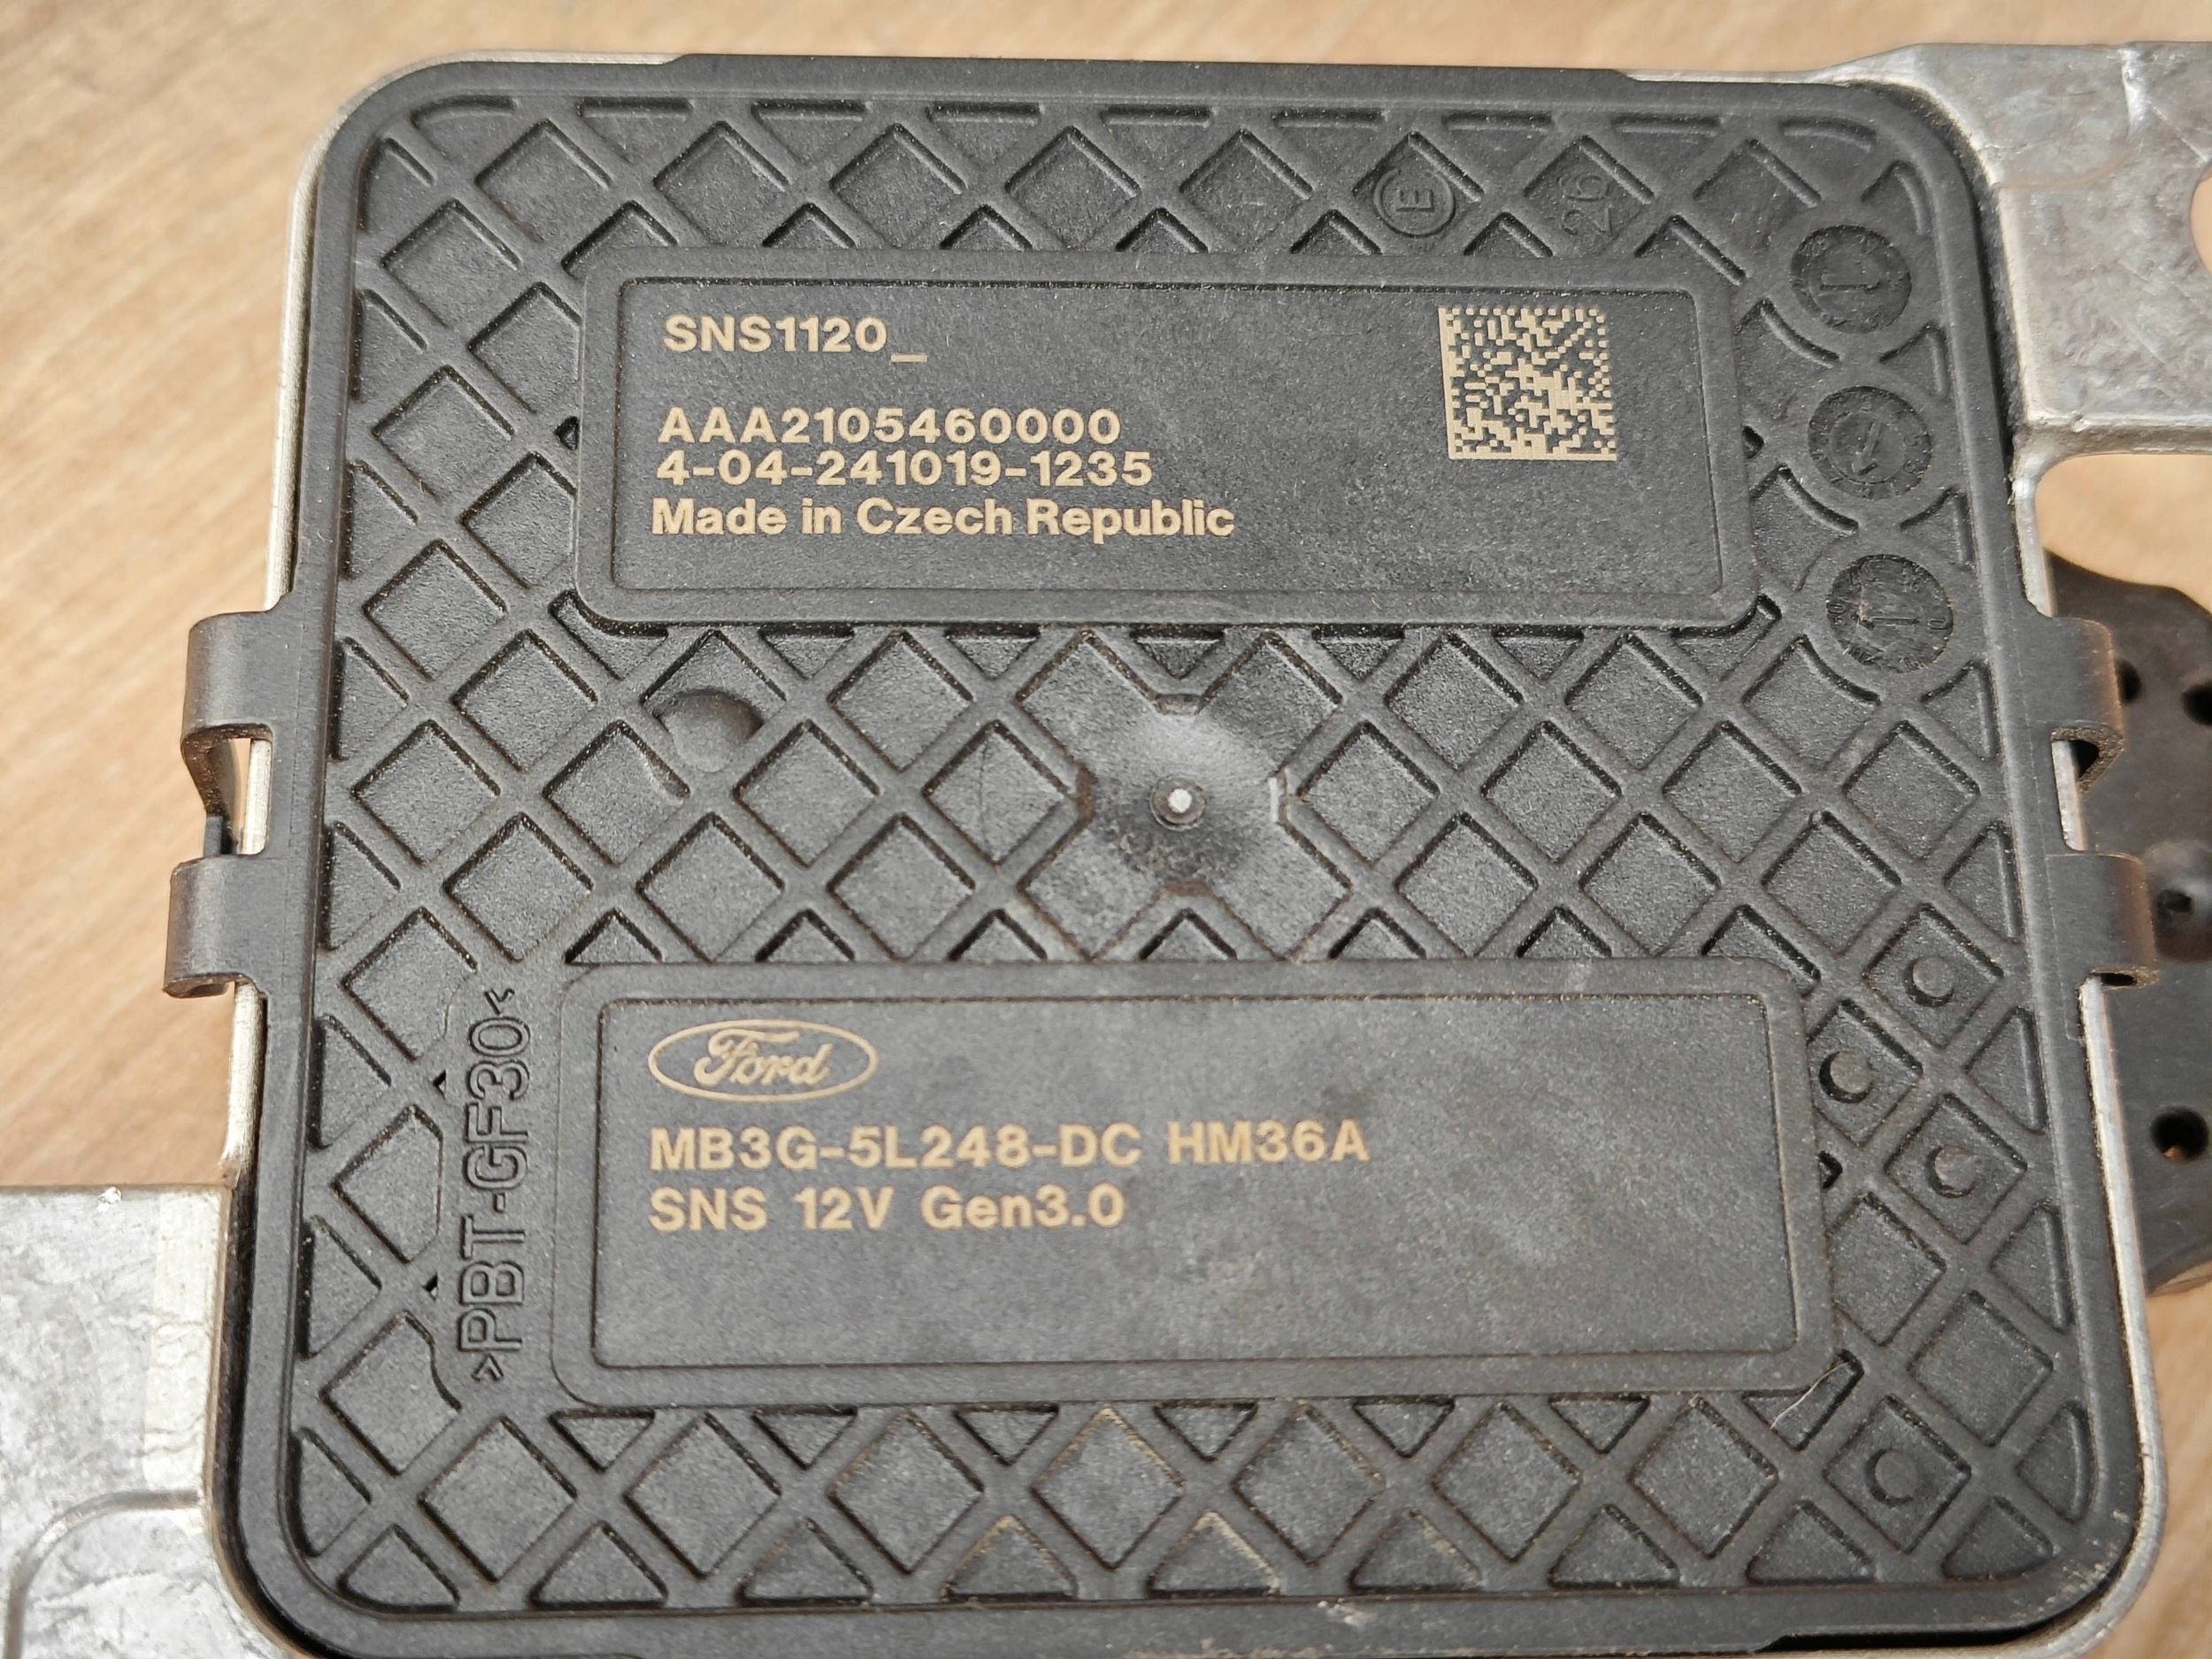 E
26
SNS1120_
AAA2105460000
4-04-241019-1235
Made in Czech Republic
>PBT-GF30<
Ford
MB3G-5L248-DC HM36A
SNS 12V Gen3.0